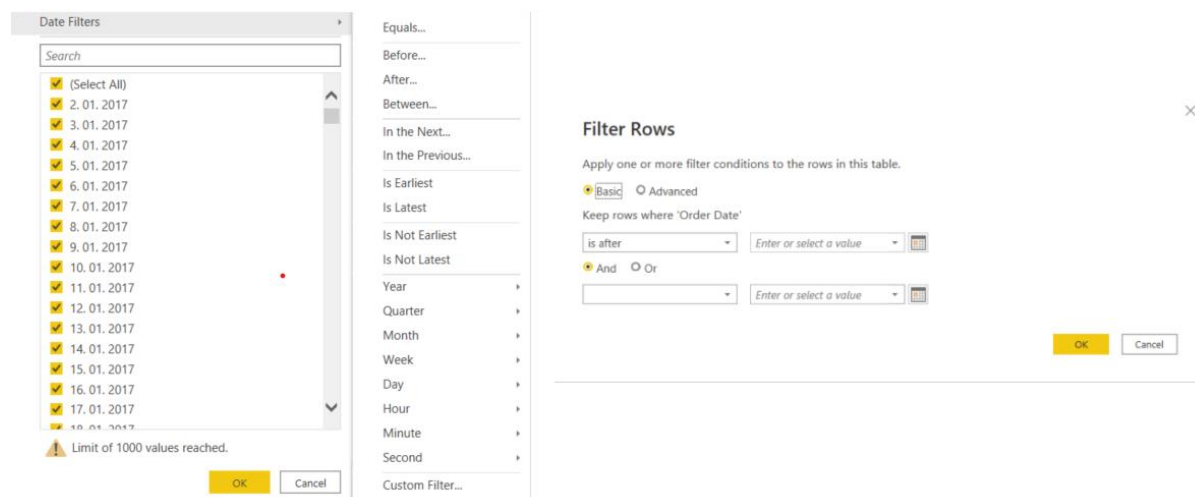 Date Filters
Search
(Select All)
2. 01. 2017
3. 01. 2017
4. 01. 2017
5. 01. 2017
6. 01. 2017
7. 01. 2017
8. 01. 2017
9. 01. 2017
10. 01. 2017
11. 01. 2017
12. 01. 2017
13. 01. 2017
14. 01. 2017
15. 01. 2017
16. 01. 2017
17. 01. 2017
18. 01. 2017
Limit of 1000 values reached.
OK Cancel
Equals...
Before...
After...
Between...
In the Next...
In the Previous...
Is Earliest
Is Latest
Is Not Earliest
Is Not Latest
Year
Quarter
Month
Week
Day
Hour
Minute
Second
Custom Filter...
Filter Rows
Apply one or more filter conditions to the rows in this table.
Basic Advanced
Keep rows where 'Order Date'
is after Enter or select a value
And Or
Enter or select a value
OK Cancel